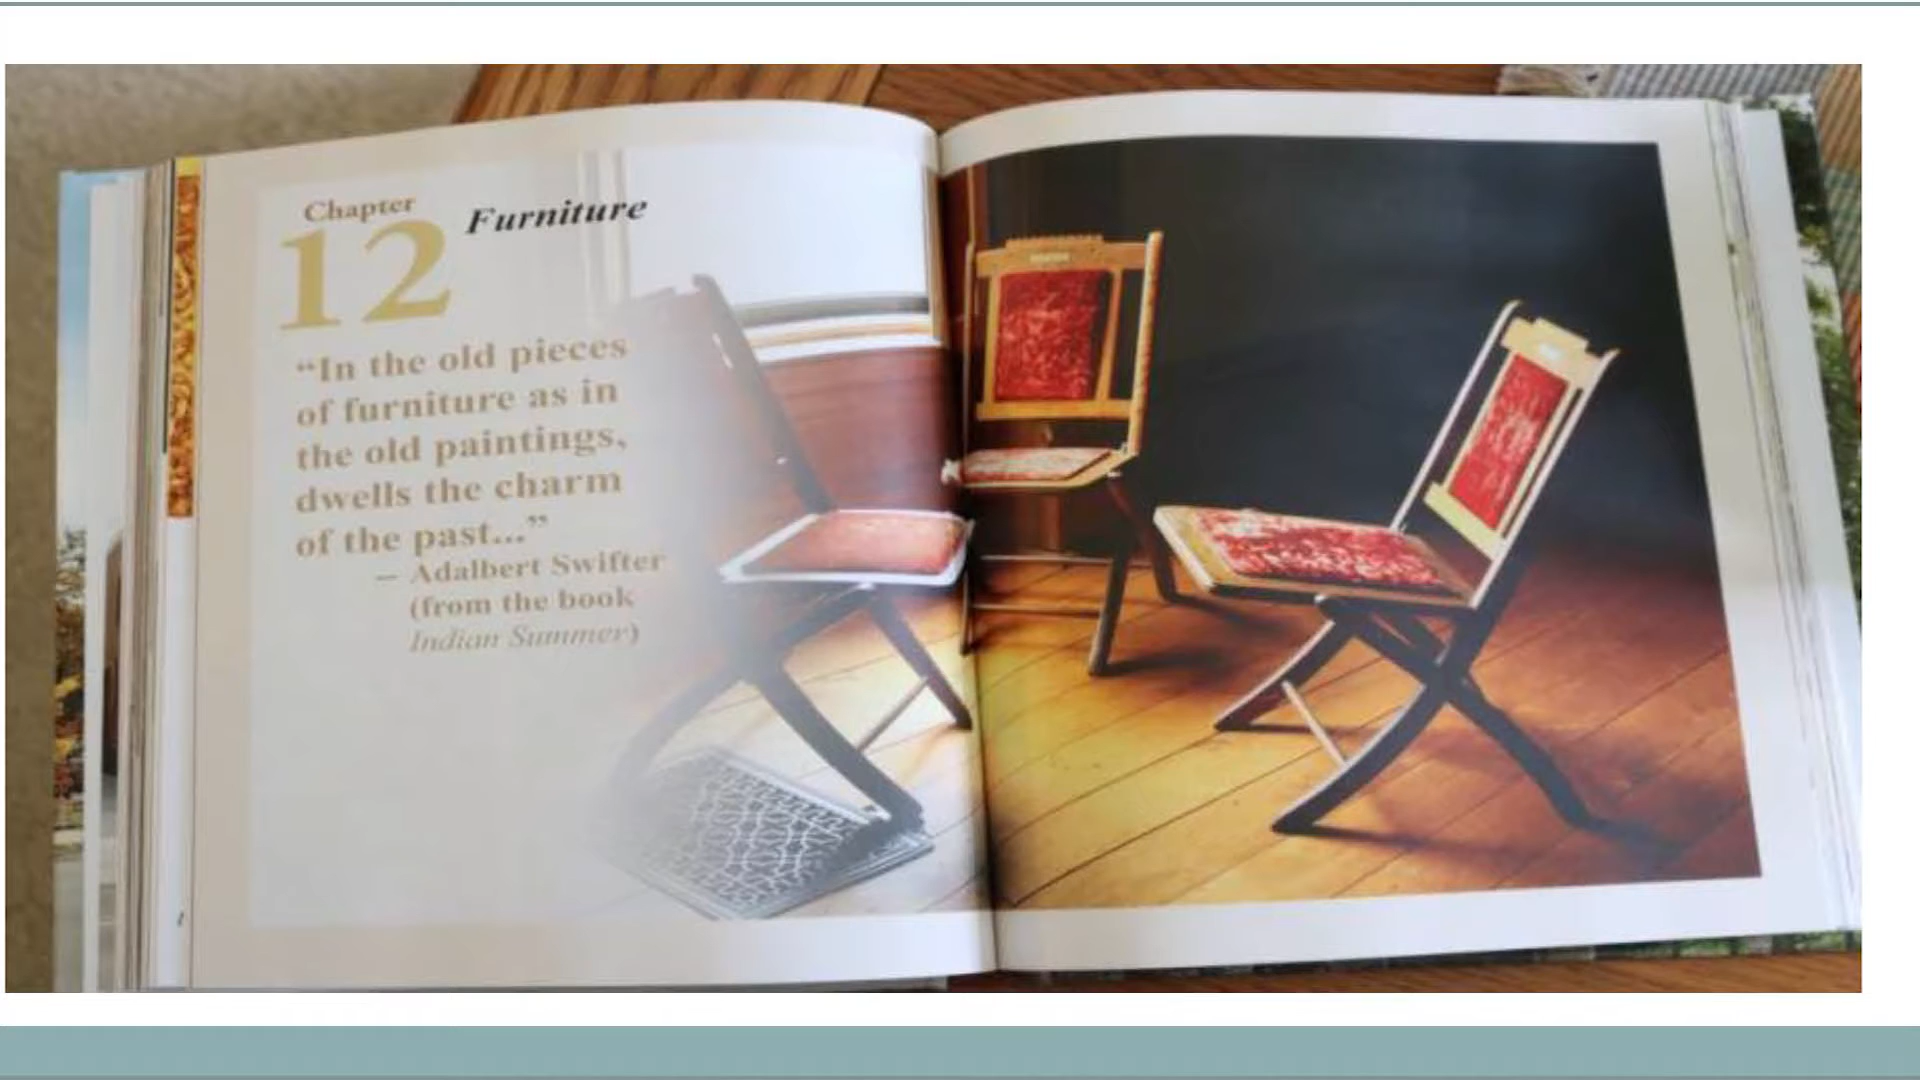 Chapter
12 Furniture
“In the old pieces
of furniture as in
the old paintings,
dwells the charm
of the past...”
– Adalbert Swifter
(from the book
Indian Summer)